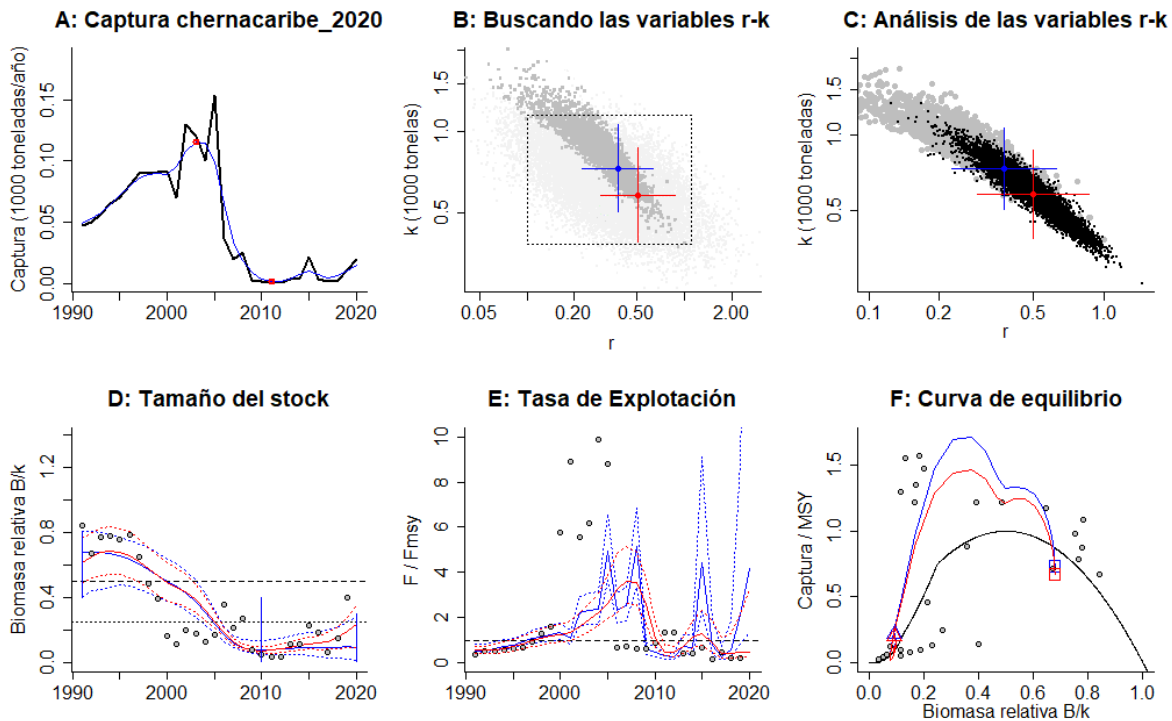 A: Captura chernacaribe_2020
B: Buscando las variables r-k
C: Análisis de las variables r-k
Captura (1000 toneladas/año)
0.00 0.05 0.10 0.15
1990 2000 2010 2020
k (1000 tonelas)
0.5 1.0 1.5
0.05 0.20 0.50 2.00
r
k (1000 toneladas)
0.5 1.0 1.5
0.1 0.2 0.5 1.0
r
D: Tamaño del stock
E: Tasa de Explotación
F: Curva de equilibrio
Biomasa relativa B/k
0.0 0.4 0.8 1.2
1990 2000 2010 2020
F / Fmsy
0 2 4 6 8 10
1990 2000 2010 2020
Captura / MSY
0.0 0.5 1.0 1.5
0.0 0.2 0.4 0.6 0.8 1.0
Biomasa relativa B/k